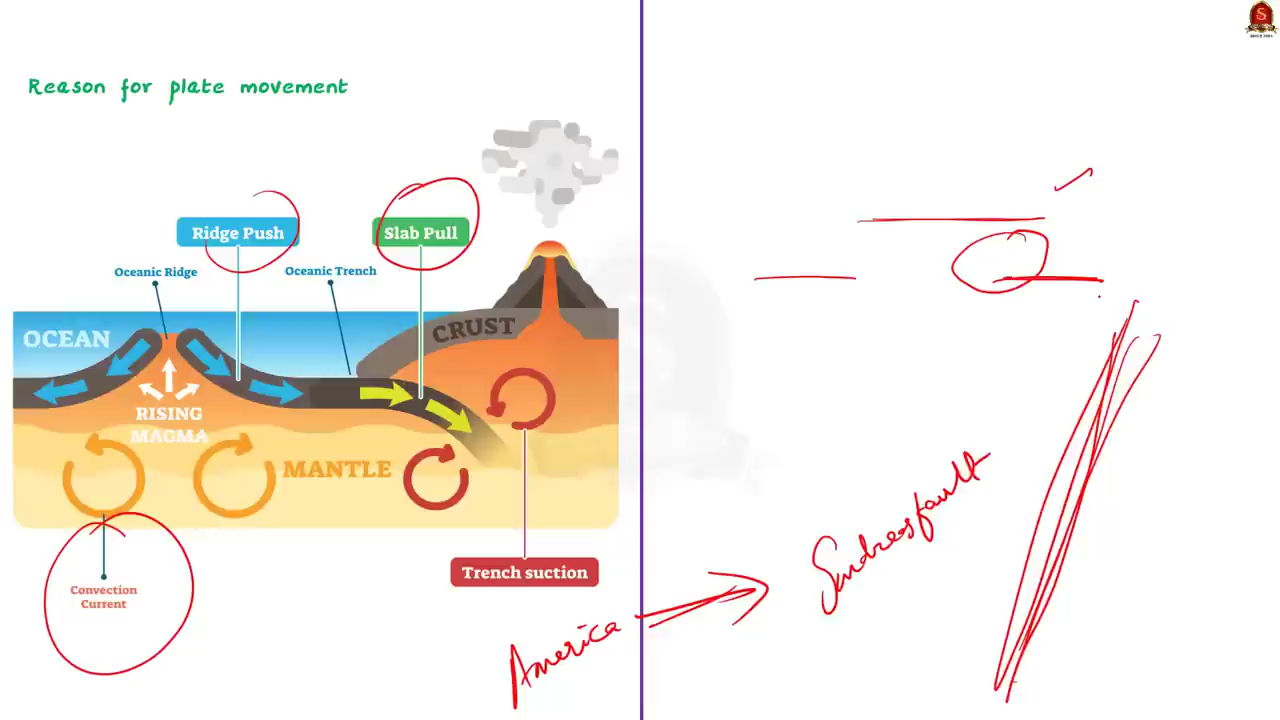 Reason for plate movement
Ridge Push
Slab Pull
Oceanic Ridge
Oceanic Trench
OCEAN
CRUST
RISING
MAGMA
MANTLE
Convection
Current
Trench suction
America
S